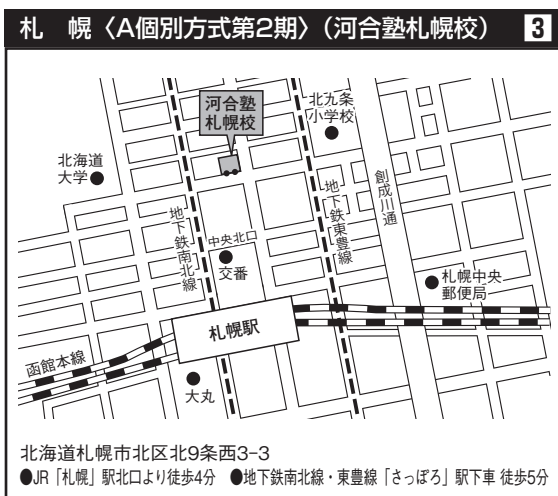 札 幌〈A個別方式第2期〉(河合塾札幌校) 3
河合塾
札幌校
北九条
小学校
北海道
大学
地下鉄南北線
中央北口
交番
地下鉄東豊線
創成川通
札幌中央
郵便局
札幌駅
函館本線
大丸
北海道札幌市北区北9条西3-3
●JR「札幌」駅北口より徒歩4分 ●地下鉄南北線・東豊線「さっぽろ」駅下車 徒歩5分